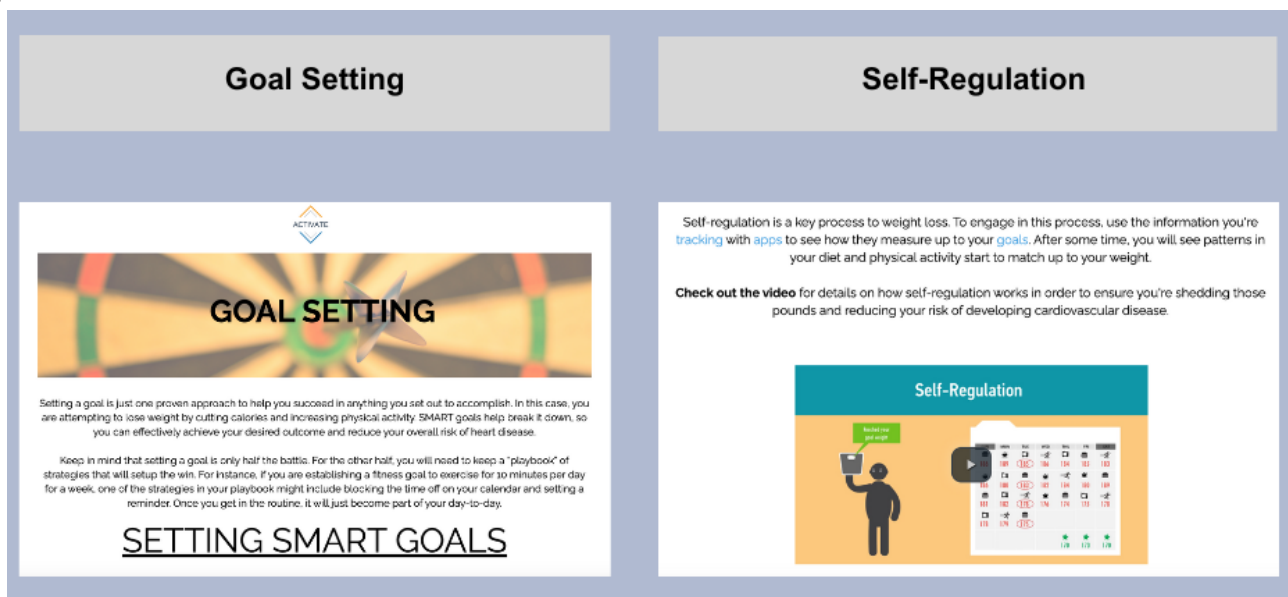 Goal Setting
Self-Regulation
ACTIVATE
GOAL SETTING
Setting a goal is just one proven approach to help you succeed in anything you set out to accomplish. In this case, you
are attempting to lose weight by cutting calories and increasing physical activity. SMART goals help break it down, so
you can effectively achieve your desired outcome and reduce your overall risk of heart disease.
Keep in mind that setting a goal is only half the battle. For the other half, you will need to keep a "playbook" of
strategies that will setup the win. For instance, if you are establishing a fitness goal to exercise for 10 minutes per day
for a week, one of the strategies in your playbook might include blocking the time off on your calendar and setting a
reminder. Once you get in the routine, it will just become part of your day-to-day.
SETTING SMART GOALS
Self-regulation is a key process to weight loss. To engage in this process, use the information you're
tracking with apps to see how they measure up to your goals. After some time, you will see patterns in
your diet and physical activity start to match up to your weight.
Check out the video for details on how self-regulation works in order to ensure you're shedding those
pounds and reducing your risk of developing cardiovascular disease.
Self-Regulation